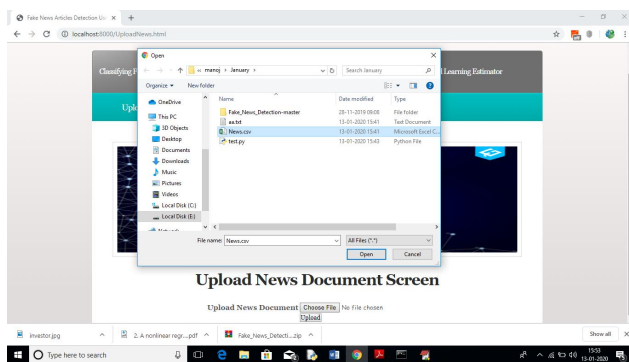 Fake News Articles Detection Us
localhost:8000/UploadNews.html
Classifying F
Learning Estimator
Uplo
Open
« manoj › January ›
Search January
Organize
New folder
Name
Date modified
Type
OneDrive
This PC
3D Objects
Desktop
Documents
Downloads
Music
Pictures
Videos
Local Disk (C:)
Local Disk (E:)
Fake_News_Detection-master
28-11-2019 09:08
File folder
aa.txt
13-01-2020 15:41
Text Document
News.csv
13-01-2020 15:41
Microsoft Excel C...
test.py
13-01-2020 15:43
Python File
File name: News.csv
All Files (*.*)
Open
Cancel
Upload News Document Screen
Upload News Document Choose File No file chosen
Upload
investor.jpg
2. A nonlinear regr....pdf
Fake_News_Detecti....zip
Show all
Type here to search
15:53
13-01-2020